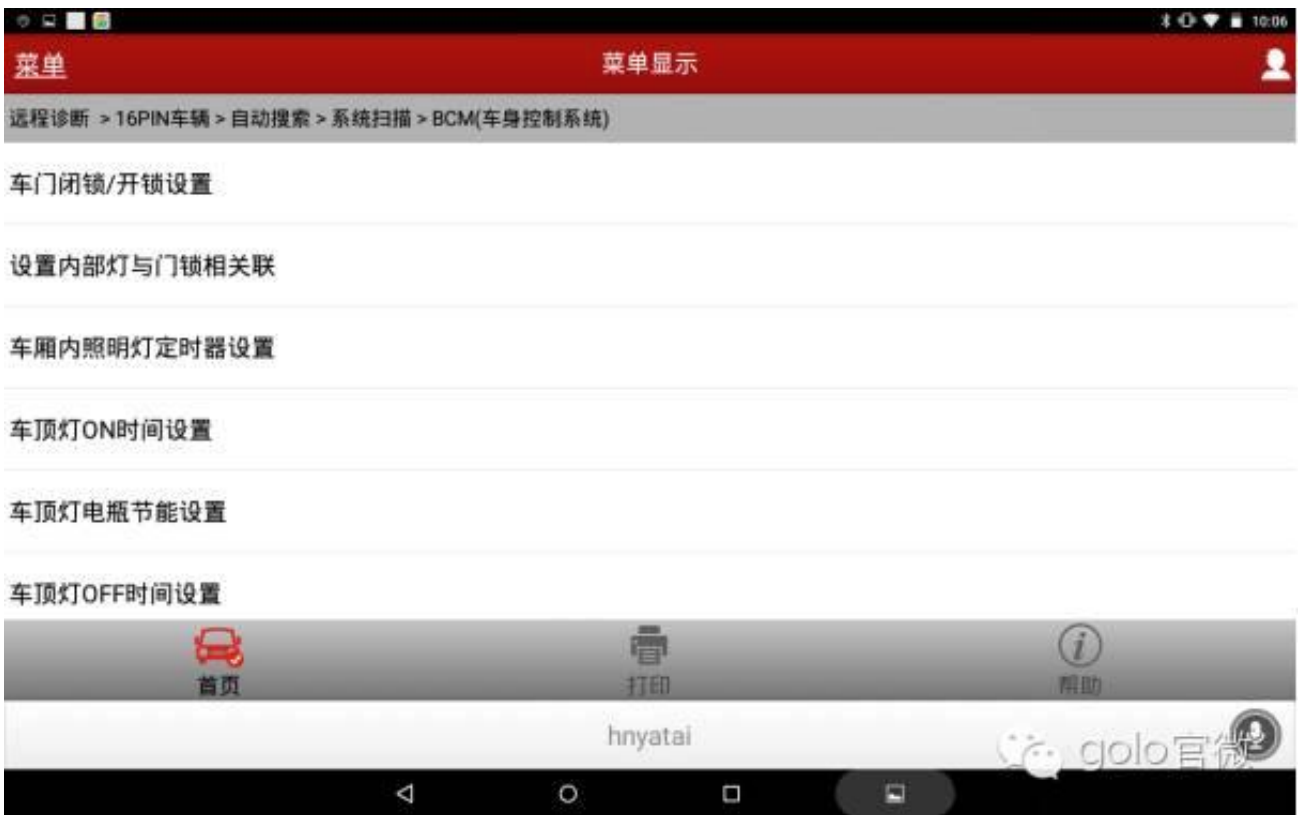 10:06
菜单
菜单显示
远程诊断 > 16PIN车辆 > 自动搜索 > 系统扫描 > BCM(车身控制系统)
车门闭锁/开锁设置
设置内部灯与门锁相关联
车厢内照明灯定时器设置
车顶灯ON时间设置
车顶灯电瓶节能设置
车顶灯OFF时间设置
首页
打印
帮助
hnyatai
golo官微